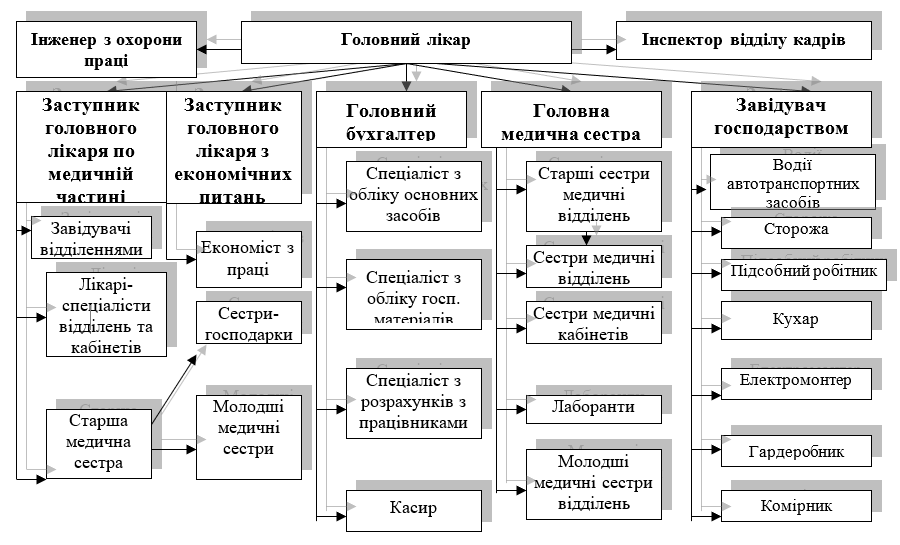 Інженер з охорони
праці
Головний лікар
Інспектор відділу кадрів
Заступник
головного
лікаря по
медичній
частині
Заступник
головного
лікаря з
економічних
питань
Головний
бухгалтер
Головна
медична сестра
Завідувач
господарством
Завідувачі
відділеннями
Лікарі-
спеціалісти
відділень та
кабінетів
Старша
медична
сестра
Економіст з
праці
Сестри-
господарки
Молодші
медичні
сестри
Спеціаліст з
обліку основних
засобів
Спеціаліст з
обліку госп.
матеріалів
Спеціаліст з
розрахунків з
працівниками
Касир
Старші сестри
медичні
відділень
Сестри медичні
відділень
Сестри медичні
кабінетів
Лаборанти
Молодші
медичні сестри
відділень
Водії
автотранспортних
засобів
Сторожа
Підсобний робітник
Кухар
Електромонтер
Гардеробник
Комірник